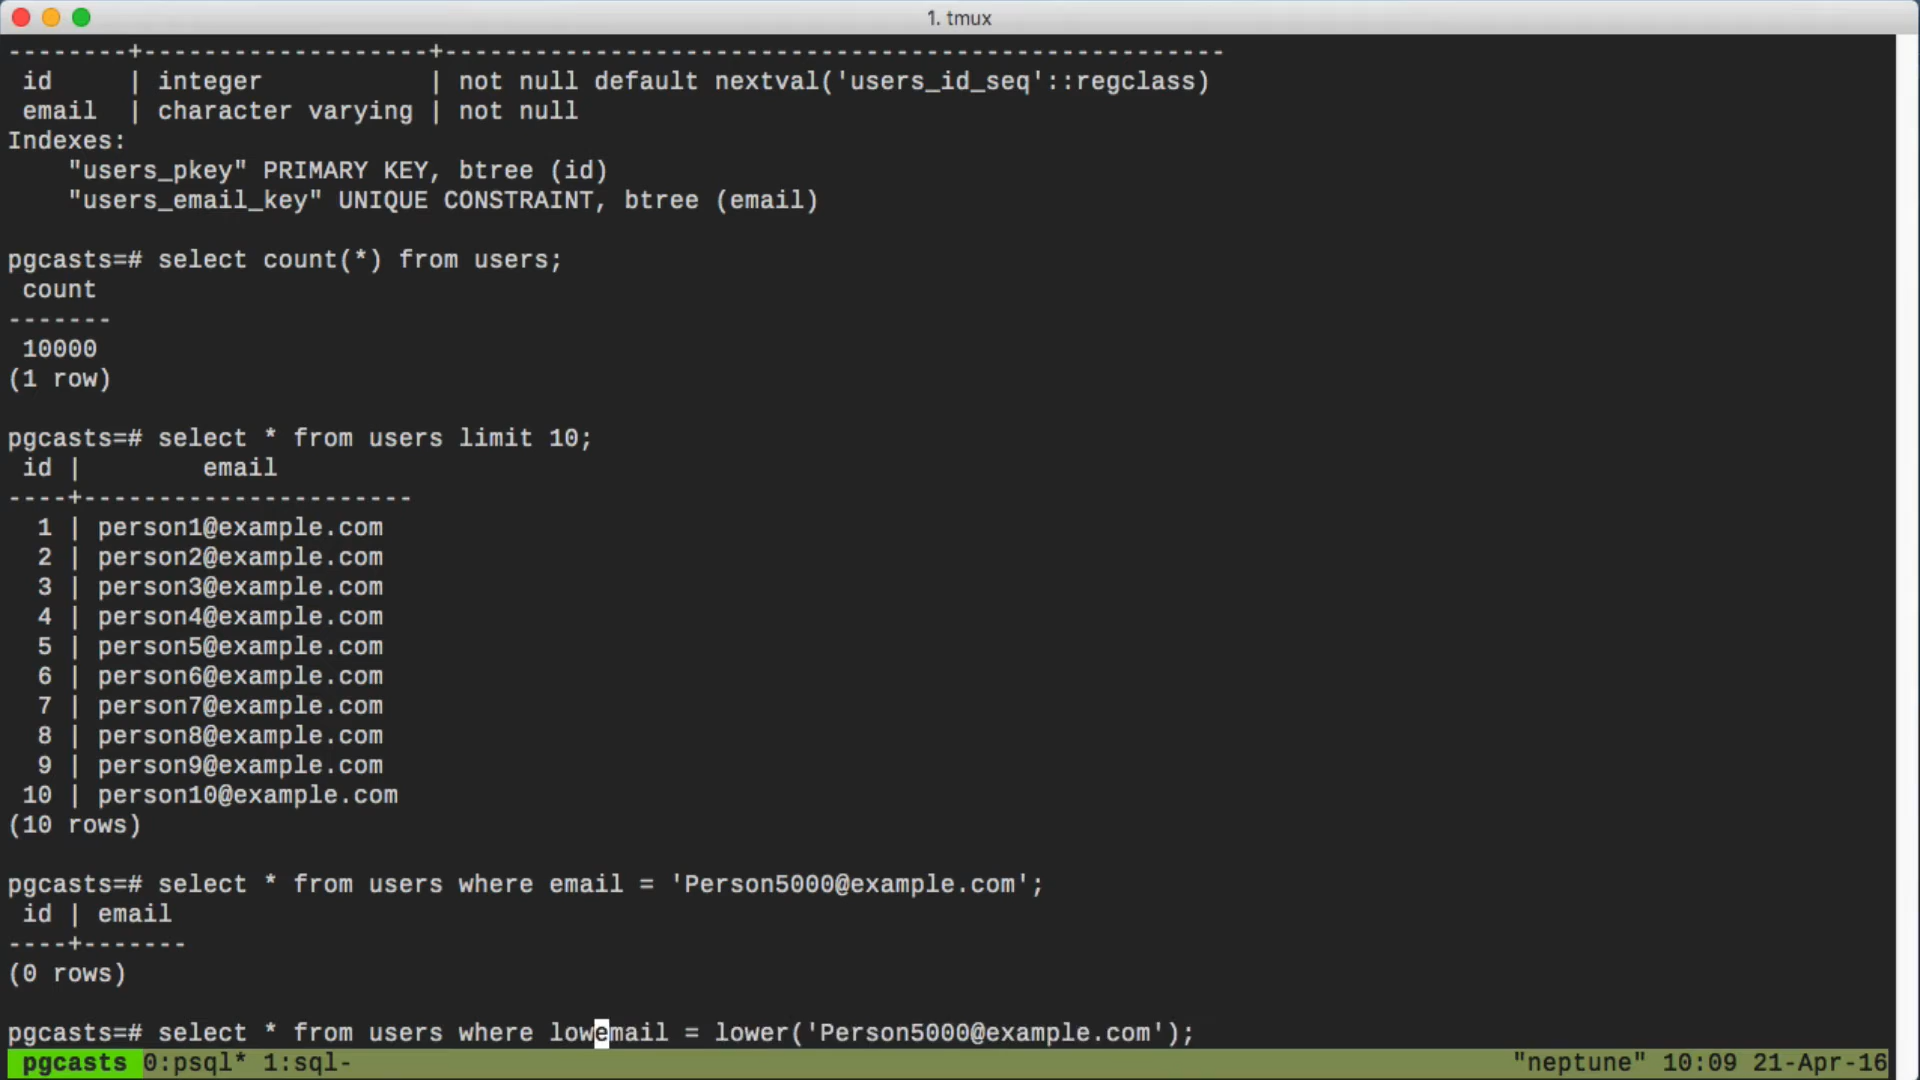 1. tmux
--------+-------------------+----------------------------------------------------
 id     | integer           | not null default nextval('users_id_seq'::regclass)
 email  | character varying | not null
Indexes:
    "users_pkey" PRIMARY KEY, btree (id)
    "users_email_key" UNIQUE CONSTRAINT, btree (email)
pgcasts=# select count(*) from users;
 count
-------
 10000
(1 row)
pgcasts=# select * from users limit 10;
 id |        email
----+----------------------
  1 | person1@example.com
  2 | person2@example.com
  3 | person3@example.com
  4 | person4@example.com
  5 | person5@example.com
  6 | person6@example.com
  7 | person7@example.com
  8 | person8@example.com
  9 | person9@example.com
 10 | person10@example.com
(10 rows)
pgcasts=# select * from users where email = 'Person5000@example.com';
 id | email
----+-------
(0 rows)
pgcasts=# select * from users where lowemail = lower('Person5000@example.com');
pgcasts 0:psql* 1:sql- "neptune" 10:09 21-Apr-16